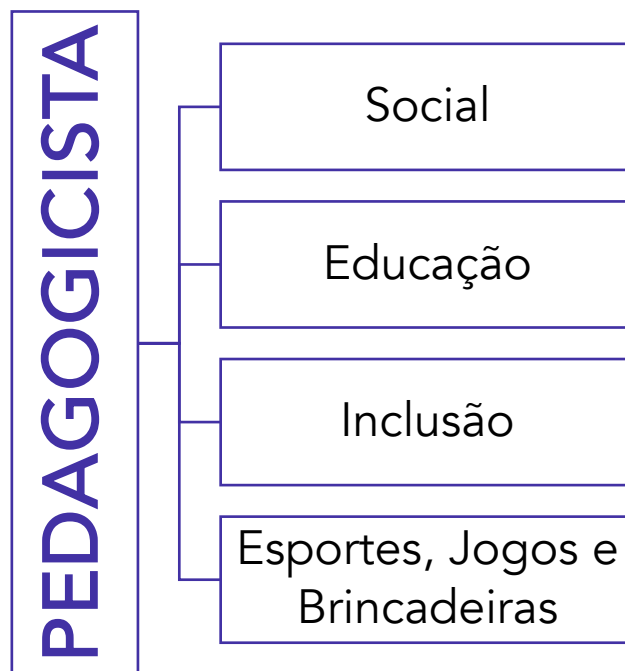 PEDAGOGICISTA
Social
Educação
Inclusão
Esportes, Jogos e
Brincadeiras